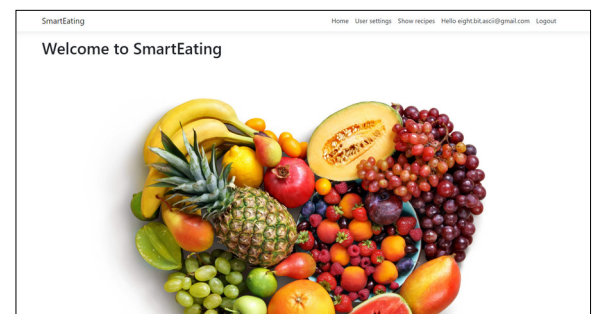 SmartEating Home User settings Show recipes Hello eight.bit.ascii@gmail.com Logout
Welcome to SmartEating